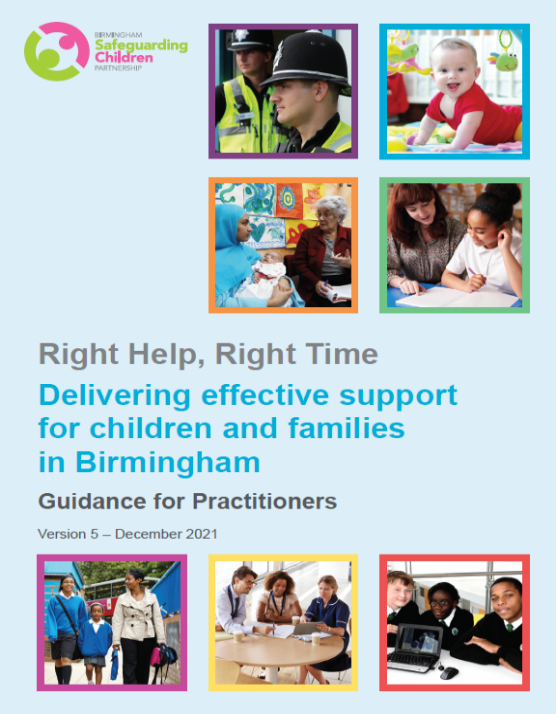 BIRMINGHAM
Safeguarding
Children
PARTNERSHIP
Right Help, Right Time
Delivering effective support
for children and families
in Birmingham
Guidance for Practitioners
Version 5 – December 2021